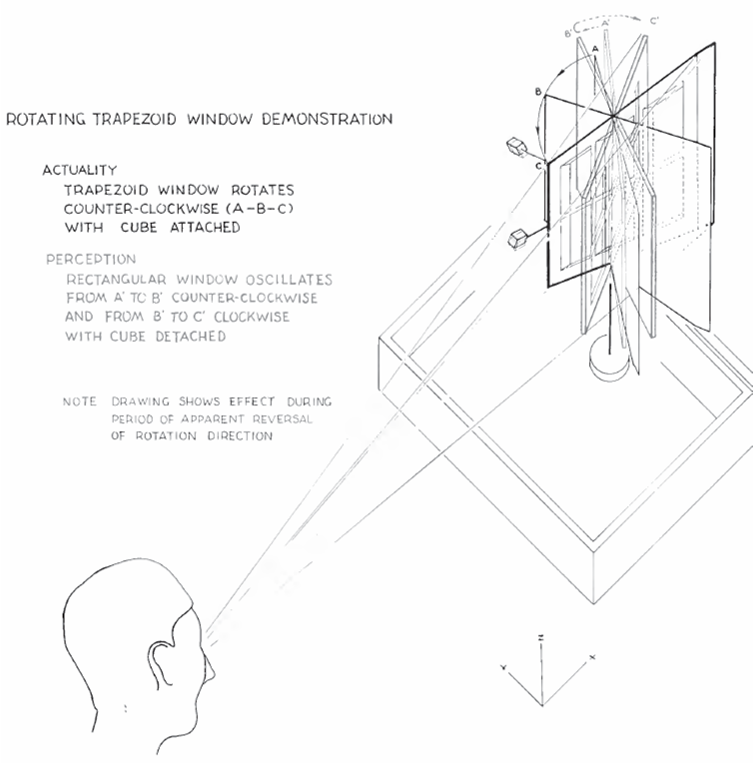 ROTATING TRAPEZOID WINDOW DEMONSTRATION
ACTUALITY
TRAPEZOID WINDOW ROTATES
COUNTER-CLOCKWISE (A-B-C)
WITH CUBE ATTACHED
PERCEPTION
RECTANGULAR WINDOW OSCILLATES
FROM A' TO B' COUNTER-CLOCKWISE
AND FROM B' TO C' CLOCKWISE
WITH CUBE DETACHED
NOTE DRAWING SHOWS EFFECT DURING
PERIOD OF APPARENT REVERSAL
OF ROTATION DIRECTION
B' A' C'
A
B
C
Z
Y X